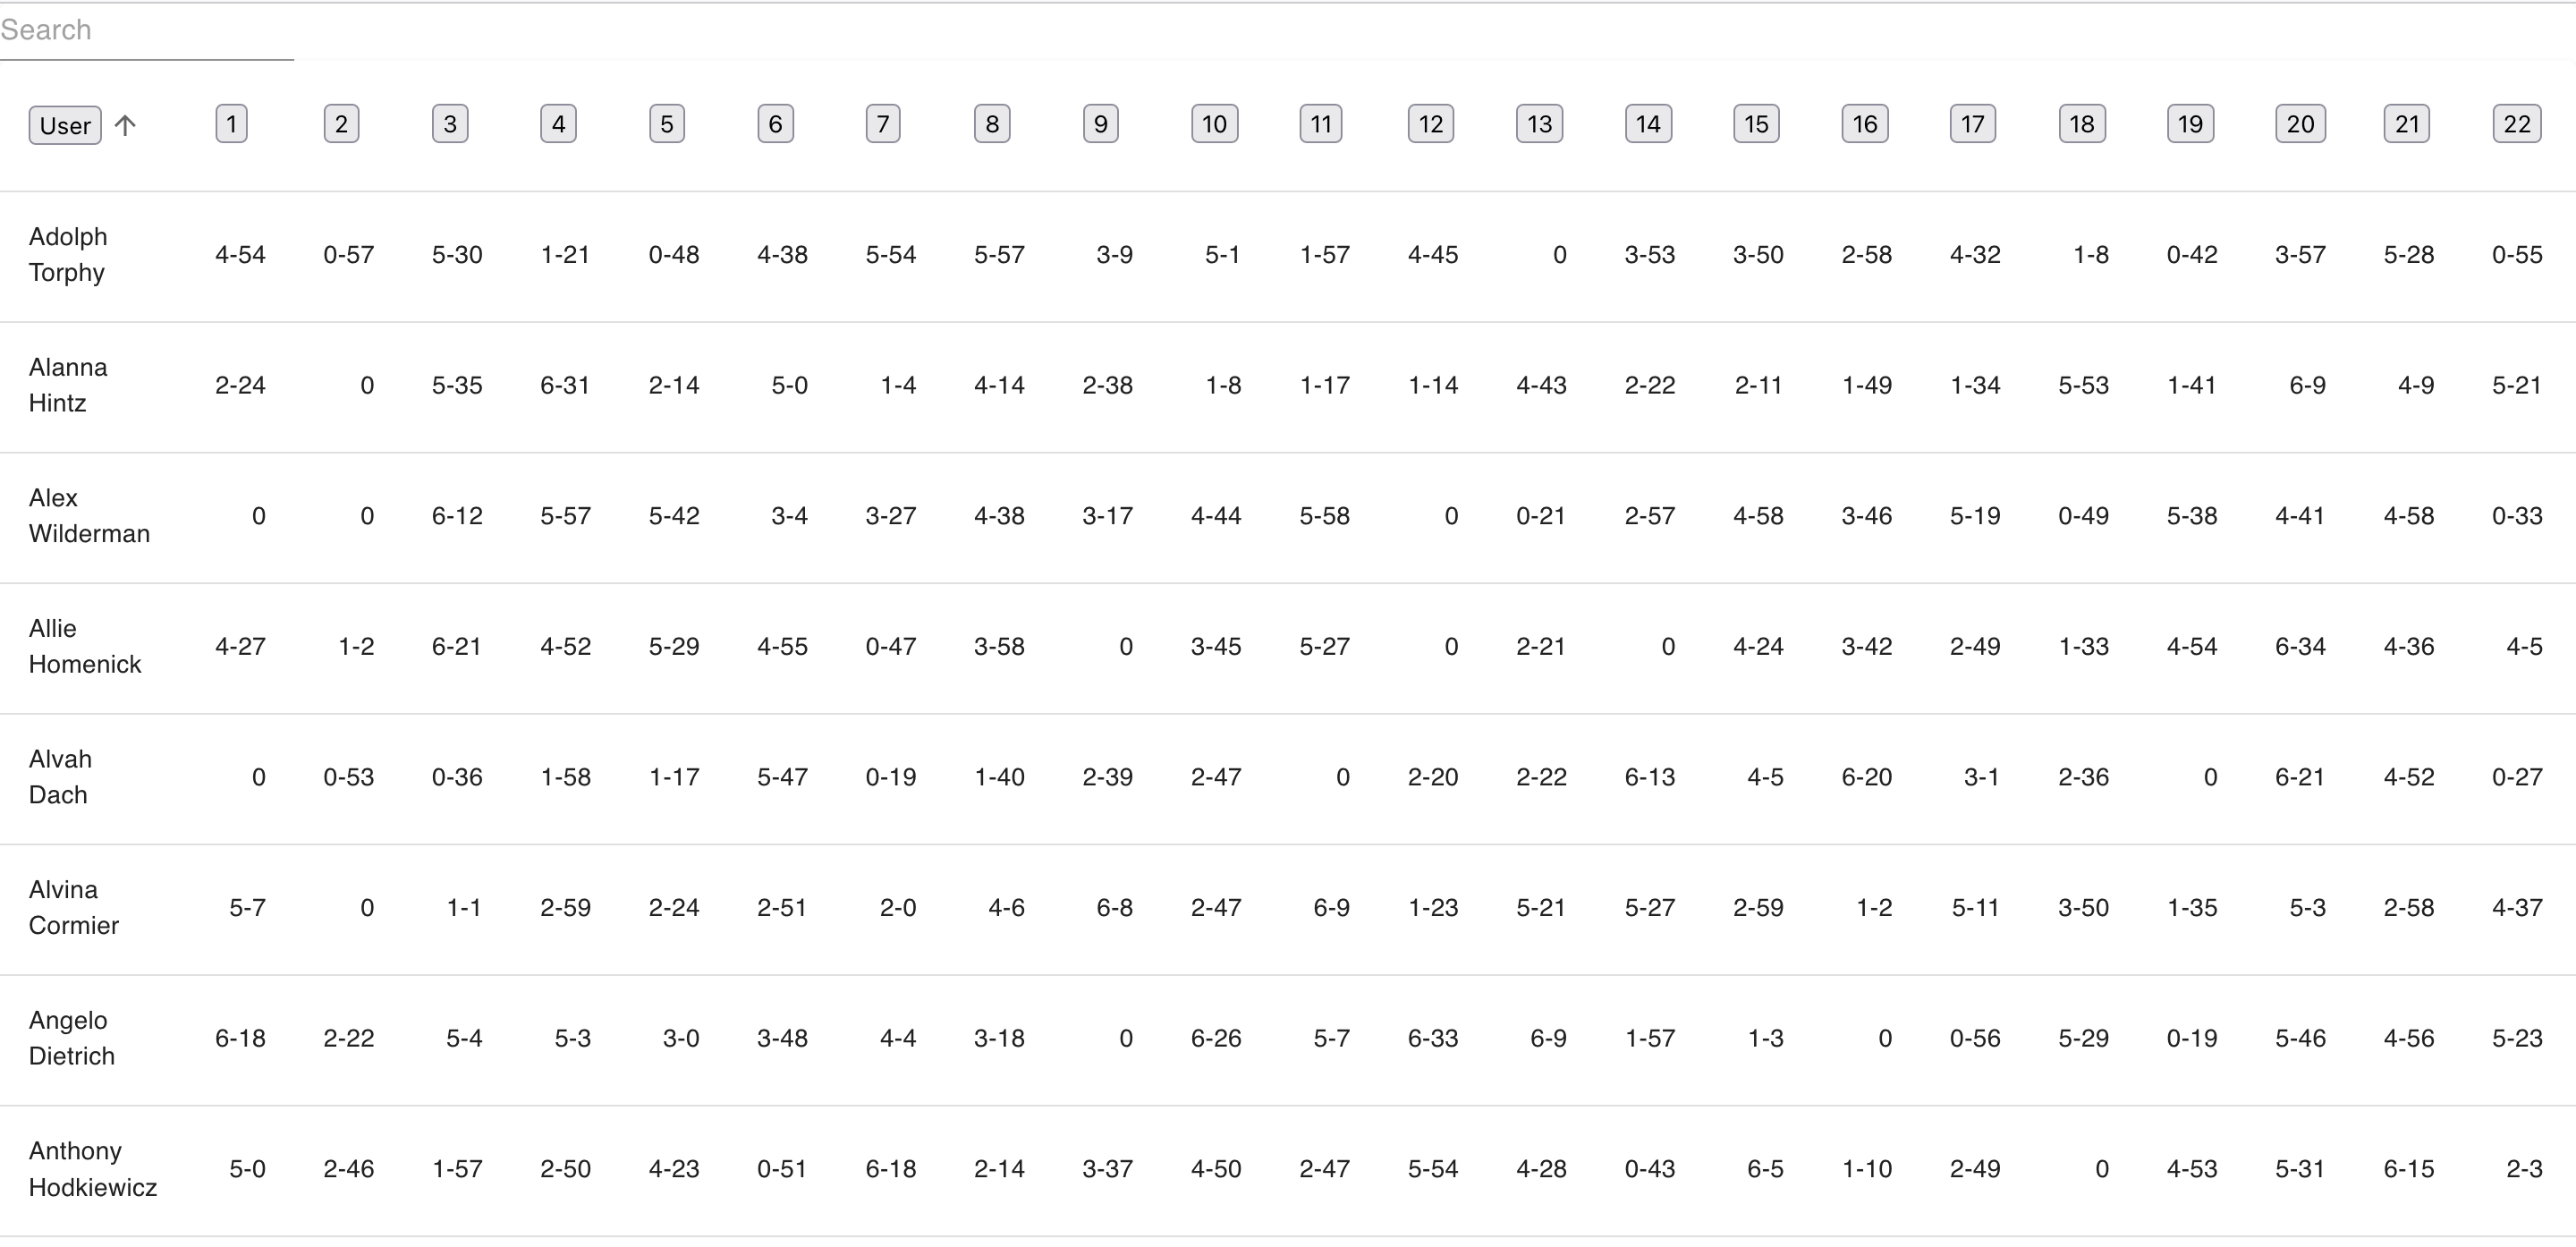 Search
User ↑ 1 2 3 4 5 6 7 8 9 10 11 12 13 14 15 16 17 18 19 20 21 22
Adolph
Torphy 4-54 0-57 5-30 1-21 0-48 4-38 5-54 5-57 3-9 5-1 1-57 4-45 0 3-53 3-50 2-58 4-32 1-8 0-42 3-57 5-28 0-55
Alanna
Hintz 2-24 0 5-35 6-31 2-14 5-0 1-4 4-14 2-38 1-8 1-17 1-14 4-43 2-22 2-11 1-49 1-34 5-53 1-41 6-9 4-9 5-21
Alex
Wilderman 0 0 6-12 5-57 5-42 3-4 3-27 4-38 3-17 4-44 5-58 0 0-21 2-57 4-58 3-46 5-19 0-49 5-38 4-41 4-58 0-33
Allie
Homenick 4-27 1-2 6-21 4-52 5-29 4-55 0-47 3-58 0 3-45 5-27 0 2-21 0 4-24 3-42 2-49 1-33 4-54 6-34 4-36 4-5
Alvah
Dach 0 0-53 0-36 1-58 1-17 5-47 0-19 1-40 2-39 2-47 0 2-20 2-22 6-13 4-5 6-20 3-1 2-36 0 6-21 4-52 0-27
Alvina
Cormier 5-7 0 1-1 2-59 2-24 2-51 2-0 4-6 6-8 2-47 6-9 1-23 5-21 5-27 2-59 1-2 5-11 3-50 1-35 5-3 2-58 4-37
Angelo
Dietrich 6-18 2-22 5-4 5-3 3-0 3-48 4-4 3-18 0 6-26 5-7 6-33 6-9 1-57 1-3 0 0-56 5-29 0-19 5-46 4-56 5-23
Anthony
Hodkiewicz 5-0 2-46 1-57 2-50 4-23 0-51 6-18 2-14 3-37 4-50 2-47 5-54 4-28 0-43 6-5 1-10 2-49 0 4-53 5-31 6-15 2-3